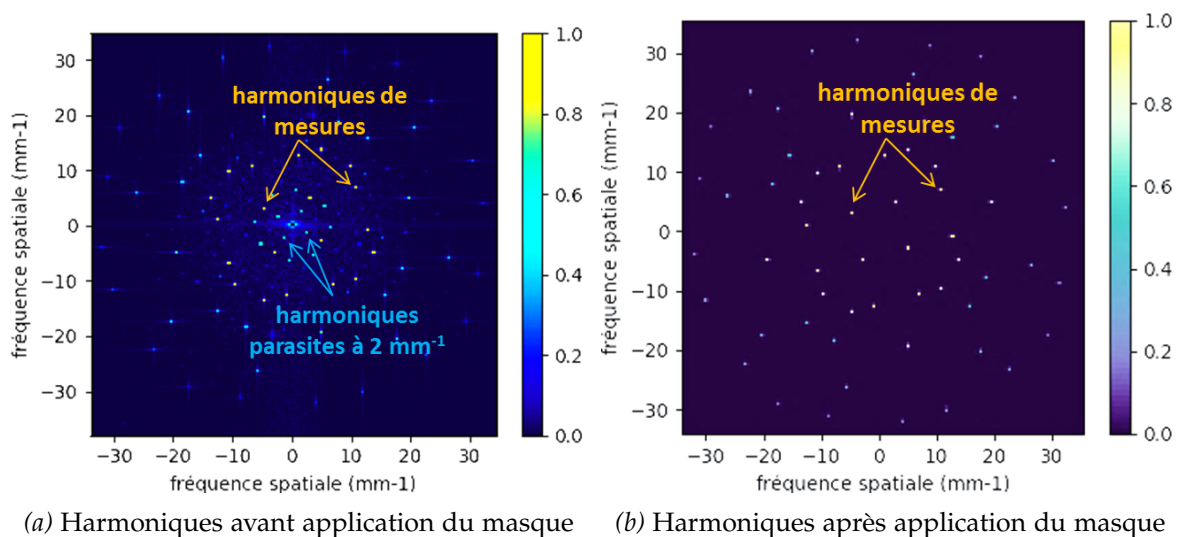 30
20
10
0
−10
−20
−30
−30 −20 −10 0 10 20 30
fréquence spatiale (mm-1)
fréquence spatiale (mm-1)
1.0
0.8
0.6
0.4
0.2
0.0
harmoniques de
mesures
harmoniques
parasites à 2 mm-1
(a) Harmoniques avant application du masque
30
20
10
0
−10
−20
−30
−30 −20 −10 0 10 20 30
fréquence spatiale (mm-1)
fréquence spatiale (mm-1)
1.0
0.8
0.6
0.4
0.2
0.0
harmoniques de
mesures
(b) Harmoniques après application du masque